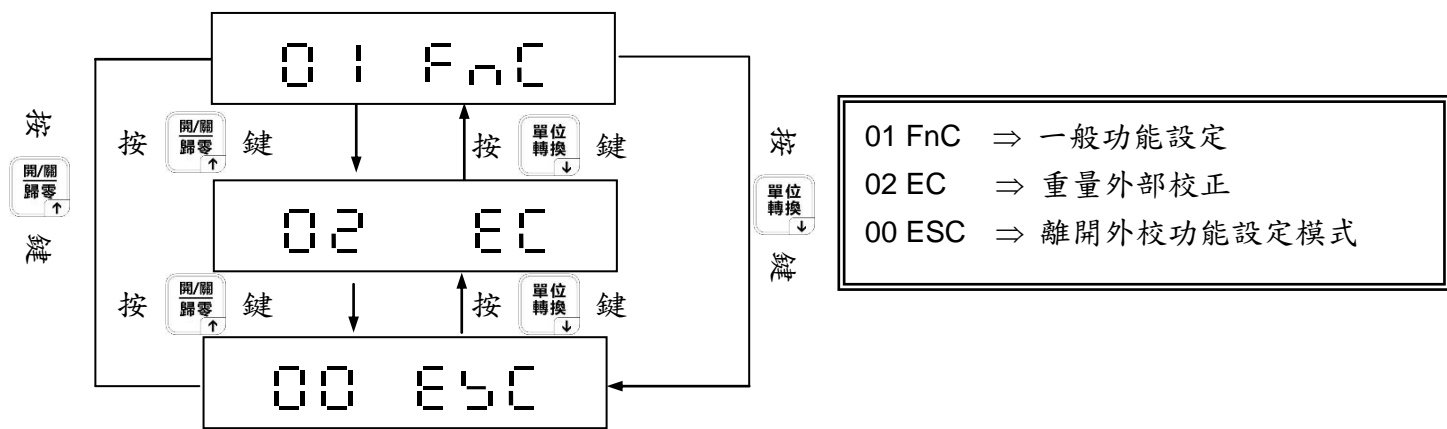 01 FnC
按 開/關 歸零 ↑ 鍵
按 開/關 歸零 ↑ 鍵
按 單位 轉換 ↓ 鍵
按 單位 轉換 ↓ 鍵
02 EC
按 開/關 歸零 ↑ 鍵
按 單位 轉換 ↓ 鍵
00 ESC
01 FnC ⇒ 一般功能設定
02 EC ⇒ 重量外部校正
00 ESC ⇒ 離開外校功能設定模式